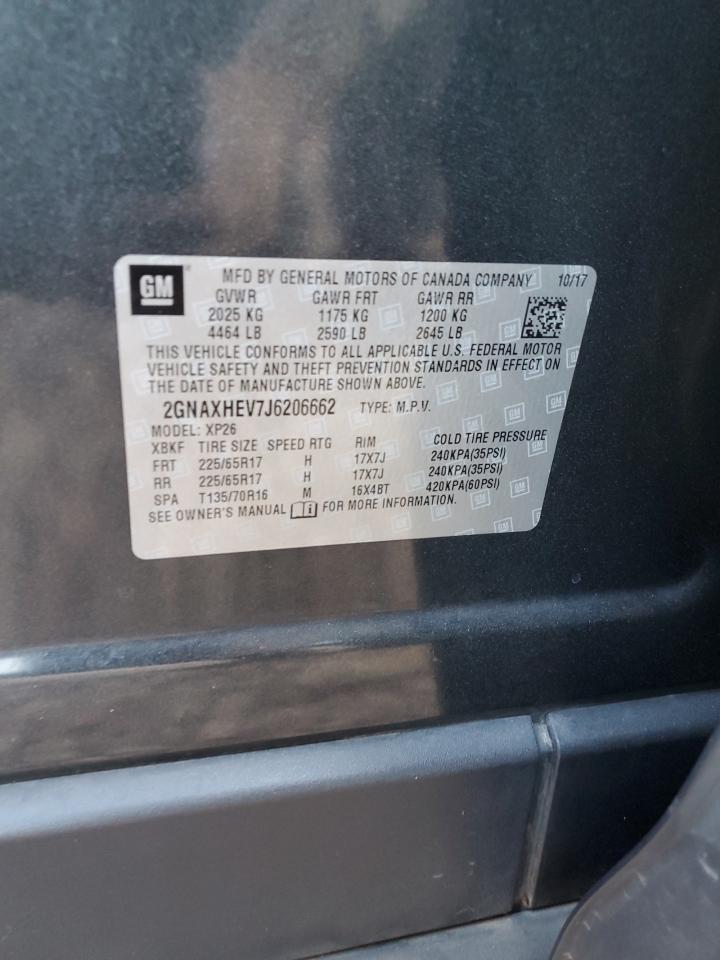 GM MFD BY GENERAL MOTORS OF CANADA COMPANY 10/17
GVWR GAWR FRT GAWR RR
2025 KG 1175 KG 1200 KG
4464 LB 2590 LB 2645 LB
THIS VEHICLE CONFORMS TO ALL APPLICABLE U.S. FEDERAL MOTOR
VEHICLE SAFETY AND THEFT PREVENTION STANDARDS IN EFFECT ON
THE DATE OF MANUFACTURE SHOWN ABOVE.
2GNAXHEV7J6206662 TYPE: M.P.V.
MODEL: XP26
XBKF TIRE SIZE SPEED RTG RIM COLD TIRE PRESSURE
FRT 225/65R17 H 17X7J 240KPA(35PSI)
RR 225/65R17 H 17X7J 240KPA(35PSI)
SPA T135/70R16 M 16X4BT 420KPA(60PSI)
SEE OWNER'S MANUAL i FOR MORE INFORMATION.